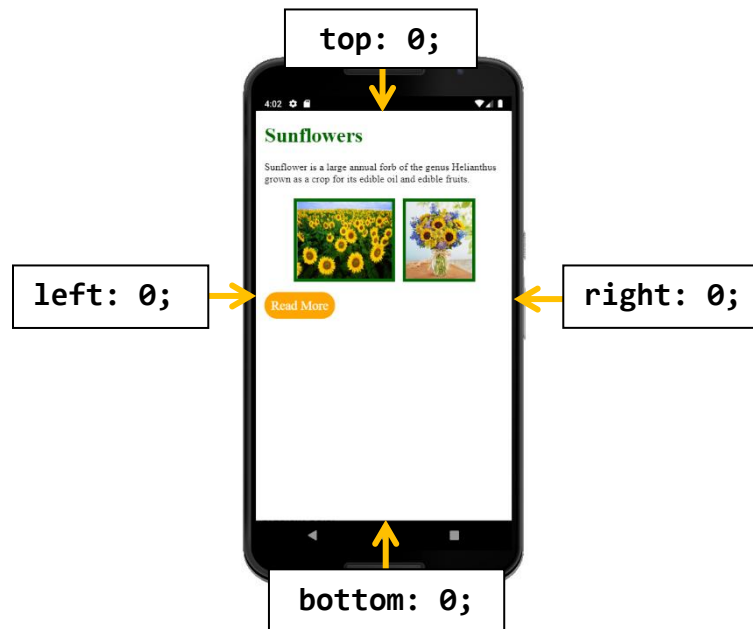 top: 0;
4:02
Sunflowers
Sunflower is a large annual forb of the genus Helianthus
grown as a crop for its edible oil and edible fruits.
left: 0;
right: 0;
Read More
bottom: 0;